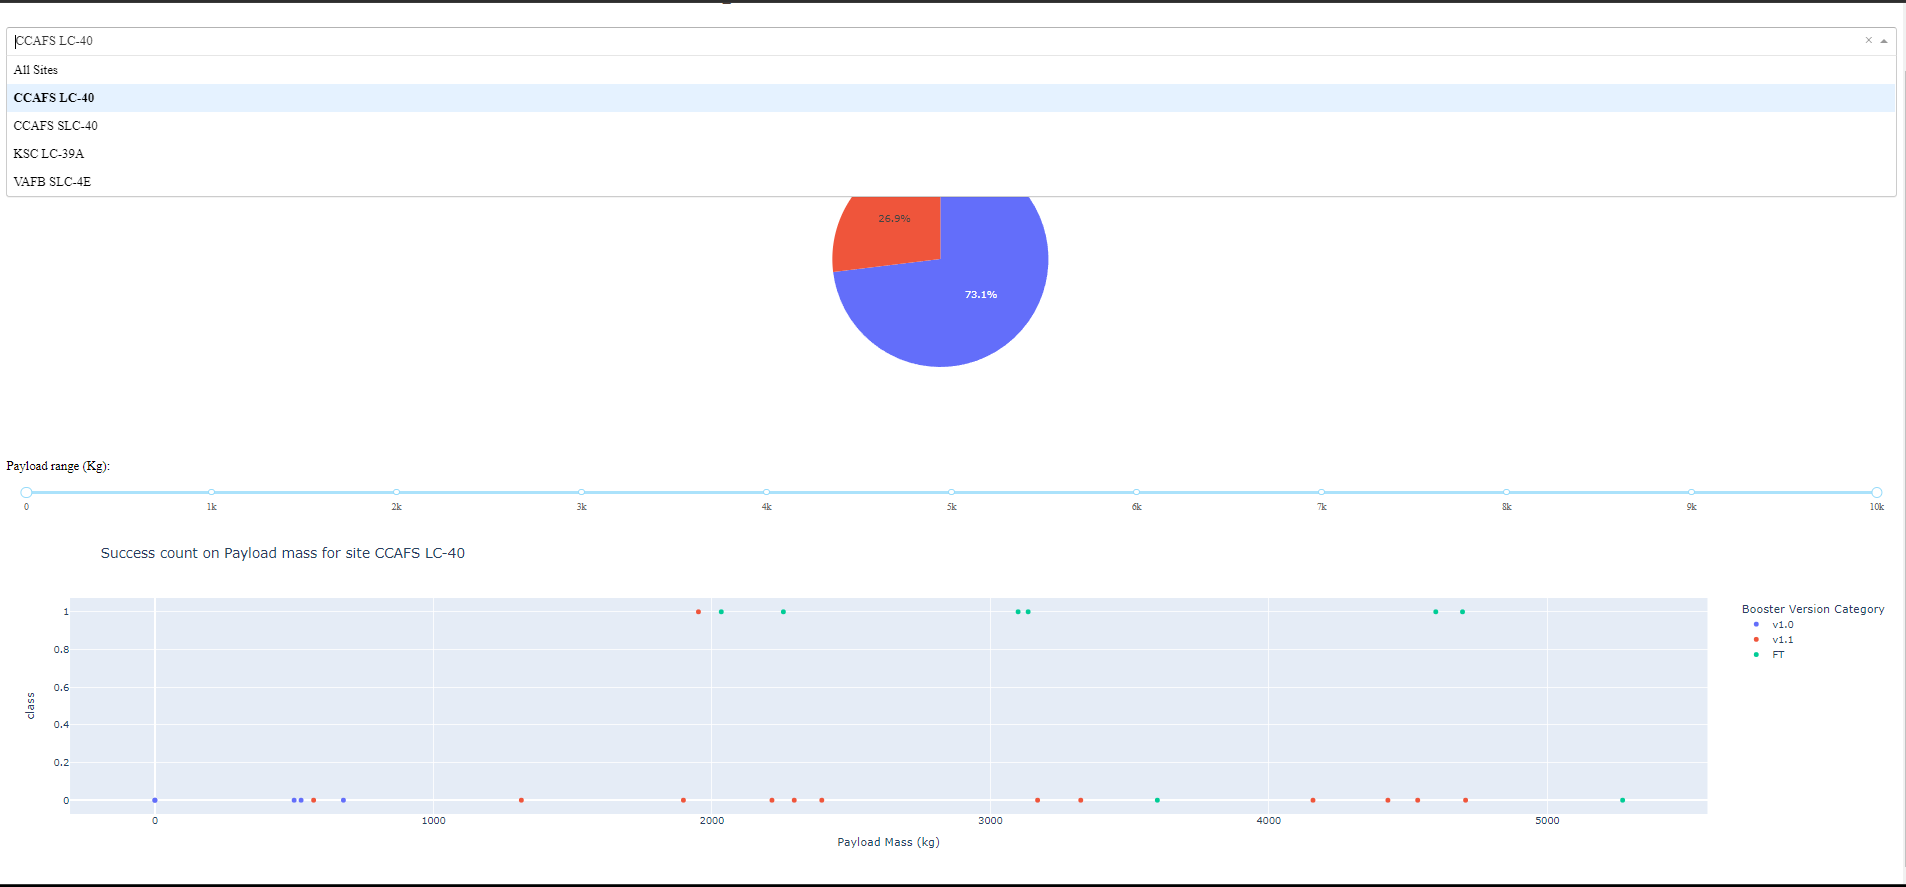 CCAFS LC-40
All Sites
CCAFS LC-40
CCAFS SLC-40
KSC LC-39A
VAFB SLC-4E
26.9%
73.1%
Payload range (Kg):
0 1k 2k 3k 4k 5k 6k 7k 8k 9k 10k
Success count on Payload mass for site CCAFS LC-40
Booster Version Category
v1.0
v1.1
FT
class
1
0.8
0.6
0.4
0.2
0
0 1000 2000 3000 4000 5000
Payload Mass (kg)